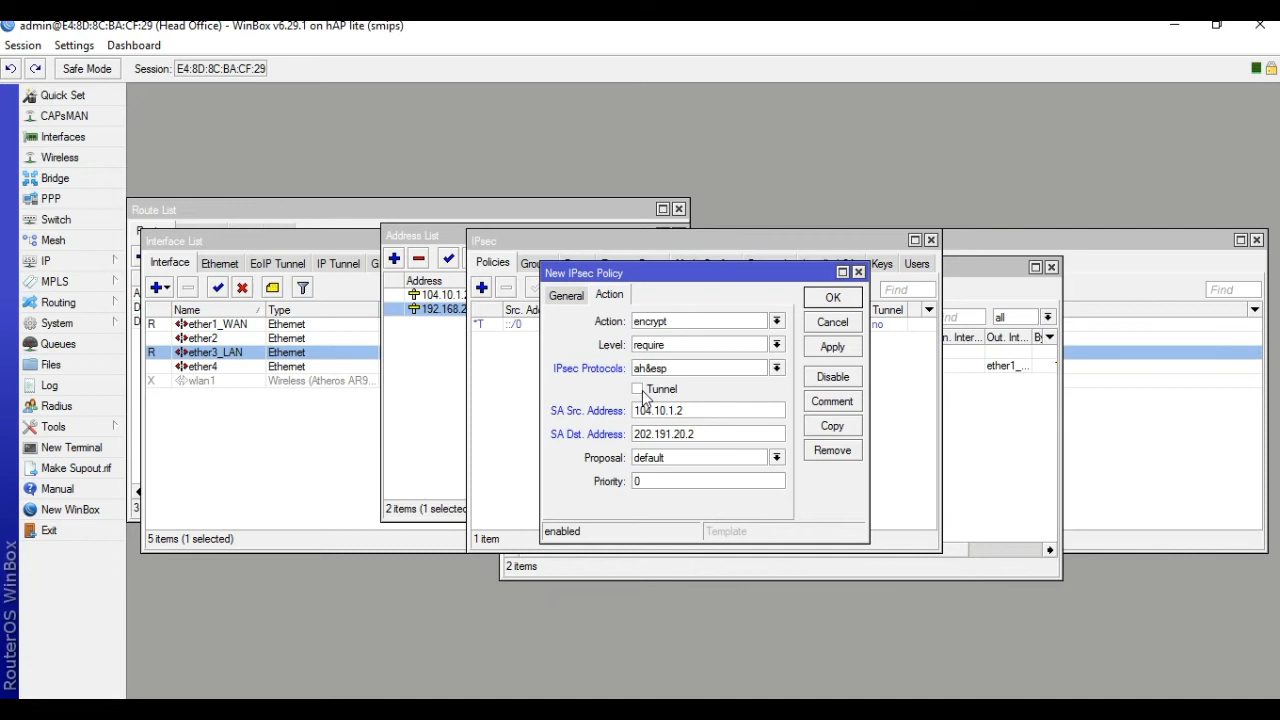 admin@E4:8D:8C:BA:CF:29 (Head Office) - WinBox v6.29.1 on hAP lite (smips)
Session Settings Dashboard
Safe Mode Session: E4:8D:8C:BA:CF:29
Quick Set
CAPsMAN
Interfaces
Wireless
Bridge
PPP
Switch
Mesh
IP
MPLS
Routing
System
Queues
Files
Log
Radius
Tools
New Terminal
Make Supout.rif
Manual
New WinBox
Exit
RouterOS WinBox
Route List
Interface List
Interface Ethernet EoIP Tunnel IP Tunnel
Name Type
R ether1_WAN Ethernet
ether2 Ethernet
R ether3_LAN Ethernet
ether4 Ethernet
X wlan1 Wireless (Atheros AR9...
5 items (1 selected)
Address List
Address
104.10.1.2
192.168.2
2 items (1 selected
IPsec
Policies Keys Users
Find
Src. Ad Tunnel
*T ::/0 no
1 item
New IPsec Policy
General Action
Action: encrypt
Level: require
IPsec Protocols: ah&esp
Tunnel
SA Src. Address: 104.10.1.2
SA Dst. Address: 202.191.20.2
Proposal: default
Priority: 0
enabled Template
OK
Cancel
Apply
Disable
Comment
Copy
Remove
all
n. Inter... Out. Int...
ether1_...
2 items
Find